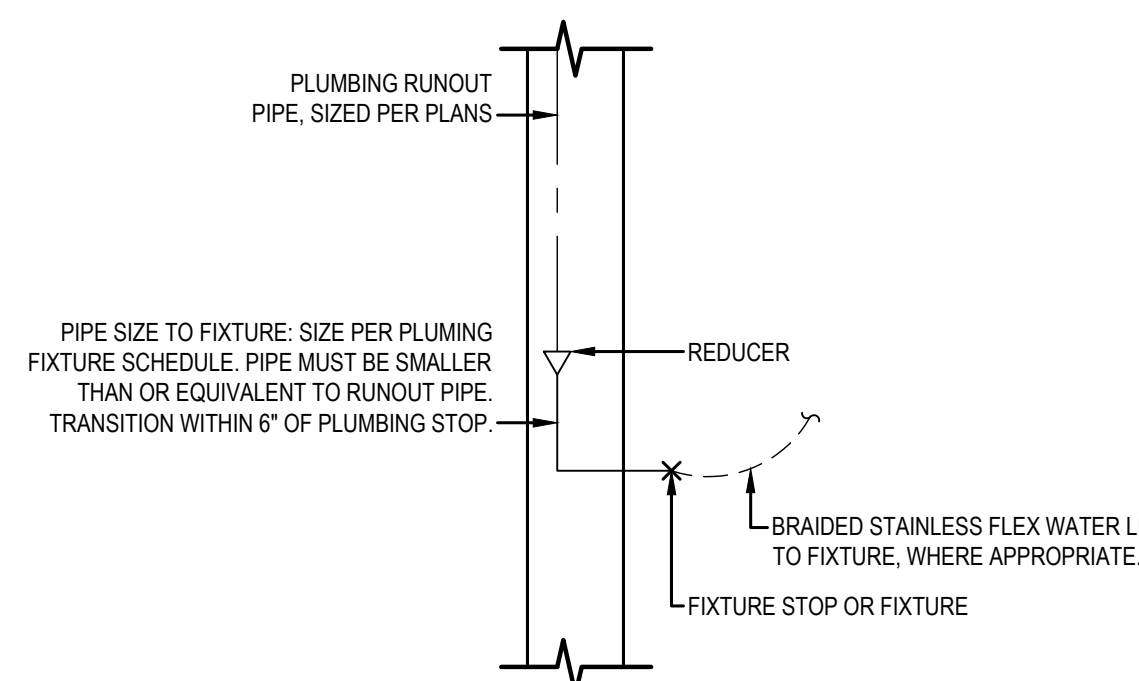 PLUMBING RUNOUT
PIPE, SIZED PER PLANS
PIPE SIZE TO FIXTURE: SIZE PER PLUMING
FIXTURE SCHEDULE. PIPE MUST BE SMALLER
THAN OR EQUIVALENT TO RUNOUT PIPE.
TRANSITION WITHIN 6" OF PLUMBING STOP.
REDUCER
BRAIDED STAINLESS FLEX WATER
TO FIXTURE, WHERE APPROPRIATE.
FIXTURE STOP OR FIXTURE